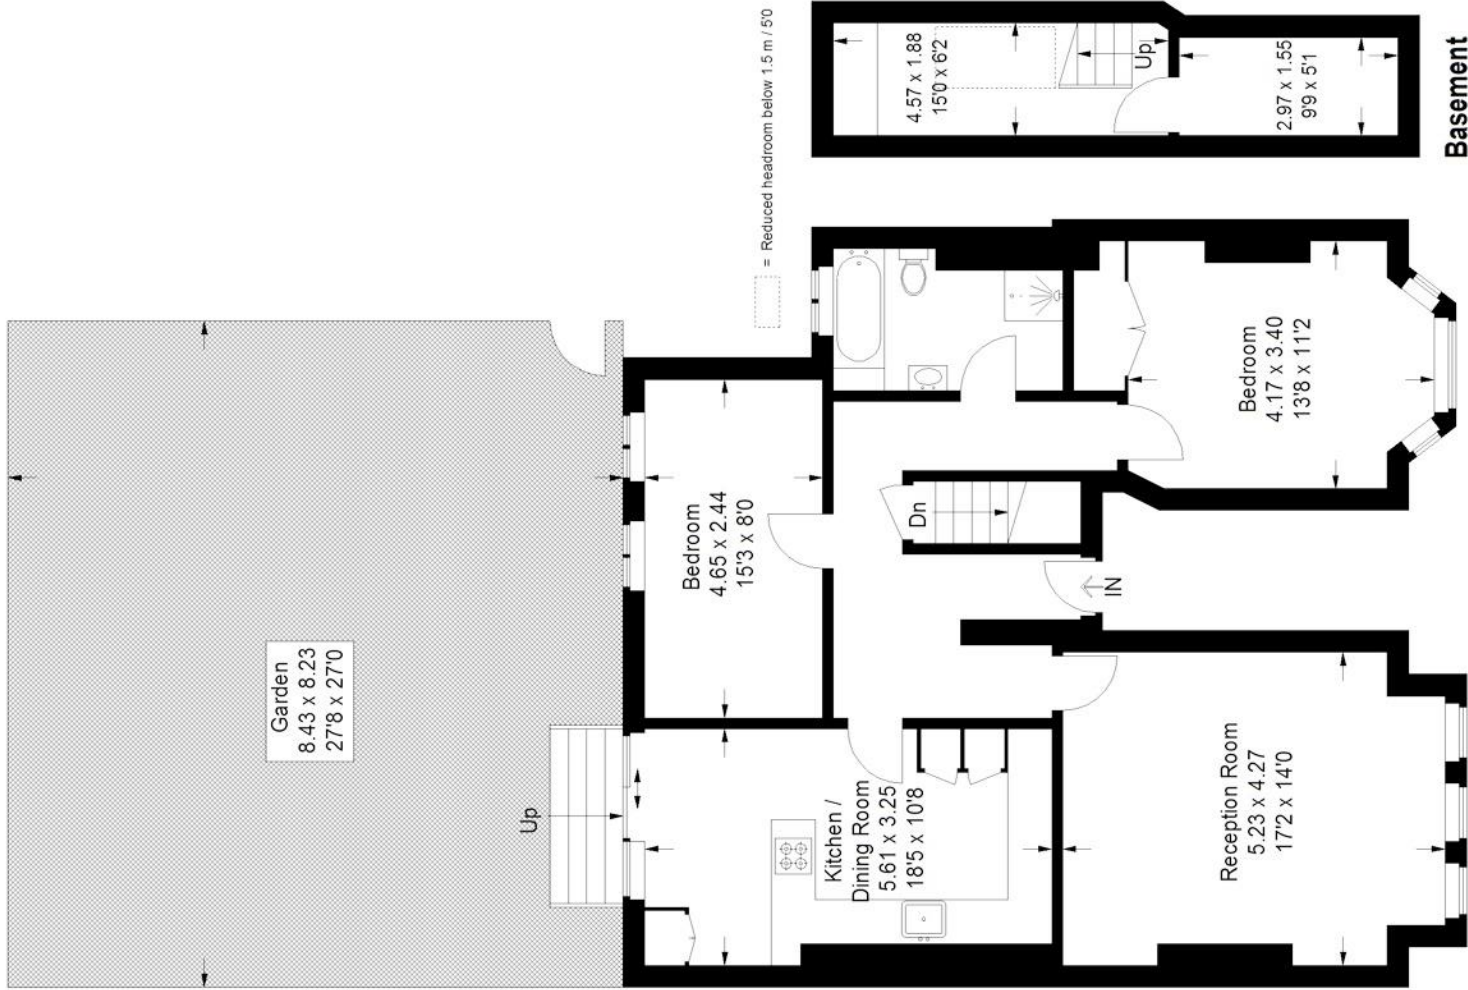 Garden
8.43 x 8.23
27'8 x 27'0
Up
Bedroom
4.65 x 2.44
15'3 x 8'0
Kitchen /
Dining Room
5.61 x 3.25
18'5 x 10'8
Dn
IN
Reception Room
5.23 x 4.27
17'2 x 14'0
Bedroom
4.17 x 3.40
13'8 x 11'2
= Reduced headroom below 1.5 m / 5'0
4.57 x 1.88
15'0 x 6'2
Up
2.97 x 1.55
9'9 x 5'1
Basement